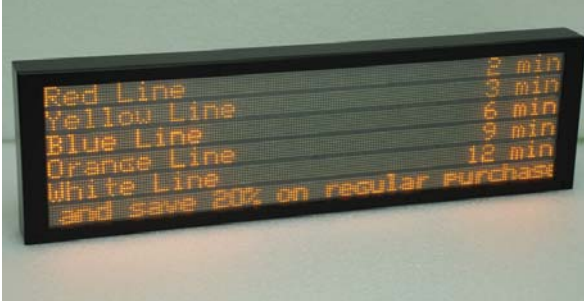 Red Line 2 min
Yellow Line 3 min
Blue Line 6 min
Orange Line 9 min
White Line 12 min
and save 20% on regular purchas